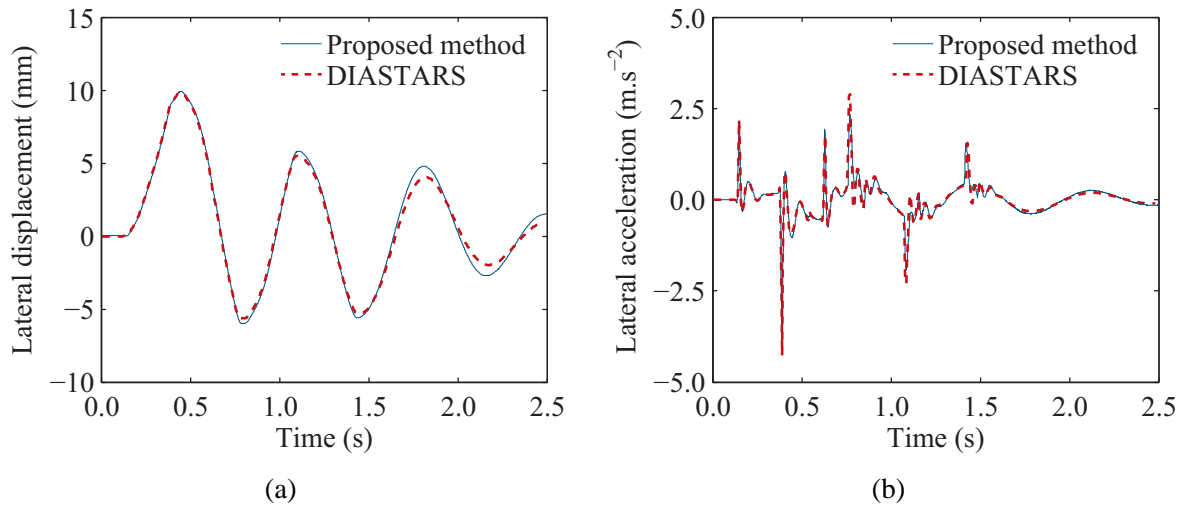 15
10
5
0
−5
−10
Lateral displacement (mm)
Proposed method
DIASTARS
0.0 0.5 1.0 1.5 2.0 2.5
Time (s)
(a)
5.0
2.5
0.0
−2.5
−5.0
Lateral acceleration (m.s⁻²)
Proposed method
DIASTARS
0.0 0.5 1.0 1.5 2.0 2.5
Time (s)
(b)